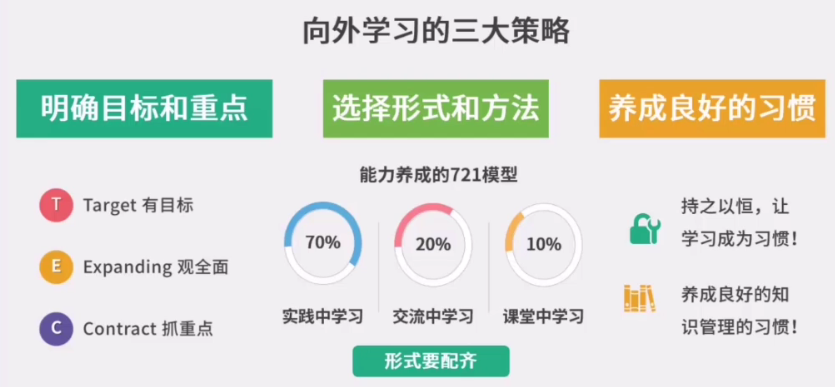 向外学习的三大策略
明确目标和重点
选择形式和方法
养成良好的习惯
T
Target 有目标
E
Expanding 观全面
C
Contract 抓重点
能力养成的721模型
70%
20%
10%
实践中学习
交流中学习
课堂中学习
形式要配齐
持之以恒，让
学习成为习惯！
养成良好的知
识管理的习惯！